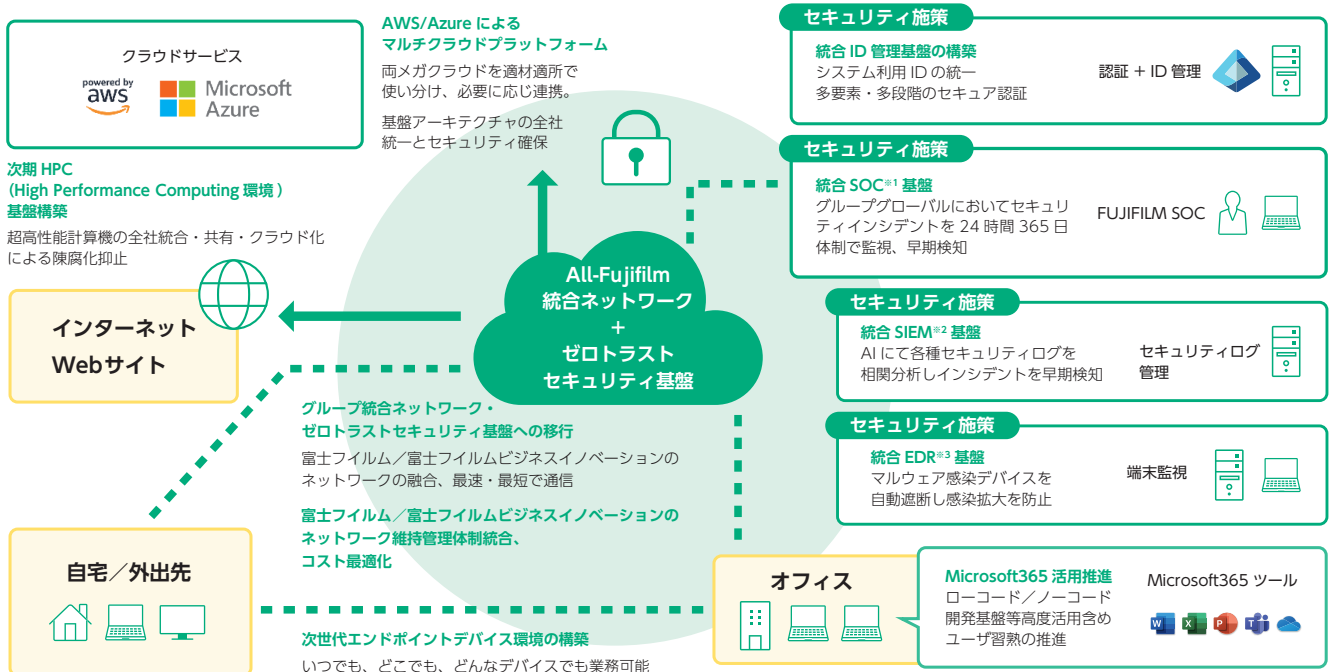 クラウドサービス
powered by
aws
Microsoft
Azure
次期 HPC
（High Performance Computing 環境）
基盤構築
超高性能計算機の全社統合・共有・クラウド化
による陳腐化抑止
AWS/Azure による
マルチクラウドプラットフォーム
両メガクラウドを適材適所で
使い分け、必要に応じ連携。
基盤アーキテクチャの全社
統一とセキュリティ確保
インターネット
Webサイト
All-Fujifilm
統合ネットワーク
+
ゼロトラスト
セキュリティ基盤
グループ統合ネットワーク・
ゼロトラストセキュリティ基盤への移行
富士フイルム／富士フイルムビジネスイノベーションの
ネットワークの融合、最速・最短で通信
富士フイルム／富士フイルムビジネスイノベーションの
ネットワーク維持管理体制統合、
コスト最適化
自宅／外出先
次世代エンドポイントデバイス環境の構築
いつでも、どこでも、どんなデバイスでも業務可能
セキュリティ施策
統合 ID 管理基盤の構築
システム利用 ID の統一
多要素・多段階のセキュア認証
認証 + ID 管理
セキュリティ施策
統合 SOC※1 基盤
グループグローバルにおいてセキュリ
ティインシデントを 24 時間 365 日
体制で監視、早期検知
FUJIFILM SOC
セキュリティ施策
統合 SIEM※2 基盤
AI にて各種セキュリティログを
相関分析しインシデントを早期検知
セキュリティログ
管理
セキュリティ施策
統合 EDR※3 基盤
マルウェア感染デバイスを
自動遮断し感染拡大を防止
端末監視
オフィス
Microsoft365 活用推進
ローコード／ノーコード
開発基盤等高度活用含め
ユーザ習熟の推進
Microsoft365 ツール